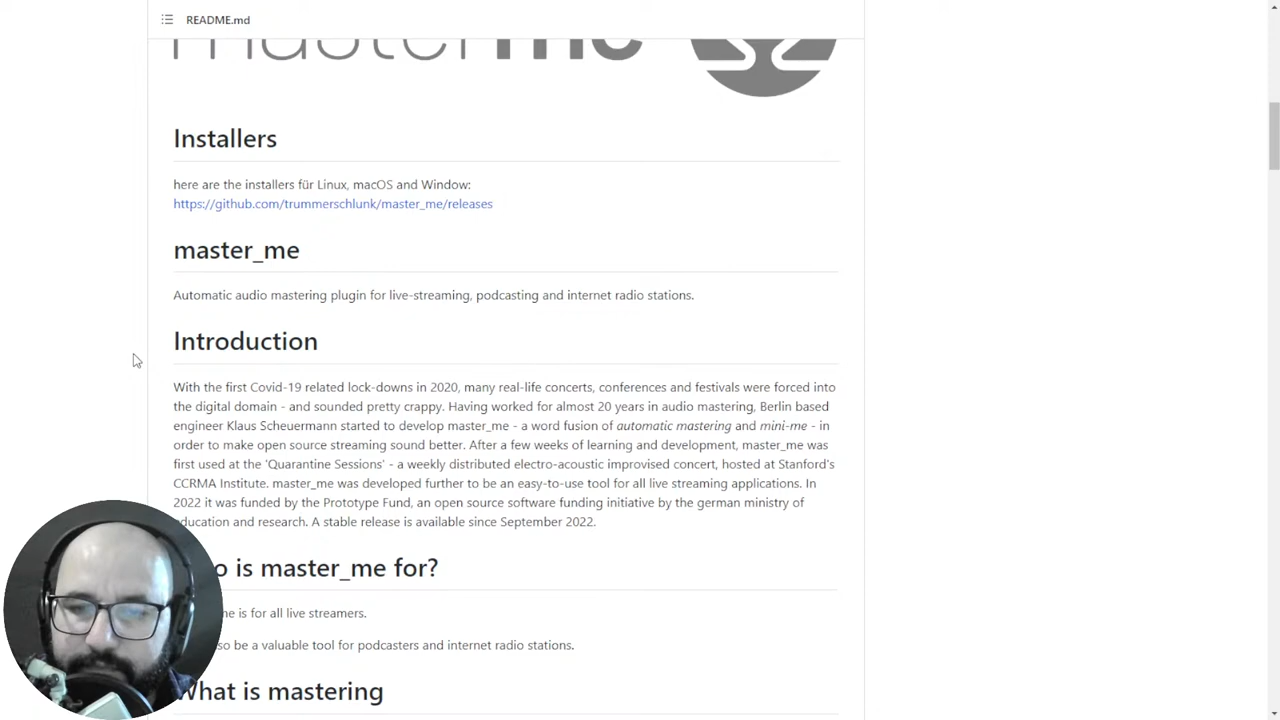 README.md
master me
Installers
here are the installers für Linux, macOS and Window:
https://github.com/trummerschlunk/master_me/releases
master_me
Automatic audio mastering plugin for live-streaming, podcasting and internet radio stations.
Introduction
With the first Covid-19 related lock-downs in 2020, many real-life concerts, conferences and festivals were forced into
the digital domain - and sounded pretty crappy. Having worked for almost 20 years in audio mastering, Berlin based
engineer Klaus Scheuermann started to develop master_me - a word fusion of automatic mastering and mini-me - in
order to make open source streaming sound better. After a few weeks of learning and development, master_me was
first used at the 'Quarantine Sessions' - a weekly distributed electro-acoustic improvised concert, hosted at Stanford's
CCRMA Institute. master_me was developed further to be an easy-to-use tool for all live streaming applications. In
2022 it was funded by the Prototype Fund, an open source software funding initiative by the german ministry of
education and research. A stable release is available since September 2022.
o is master_me for?
ne is for all live streamers.
so be a valuable tool for podcasters and internet radio stations.
What is mastering